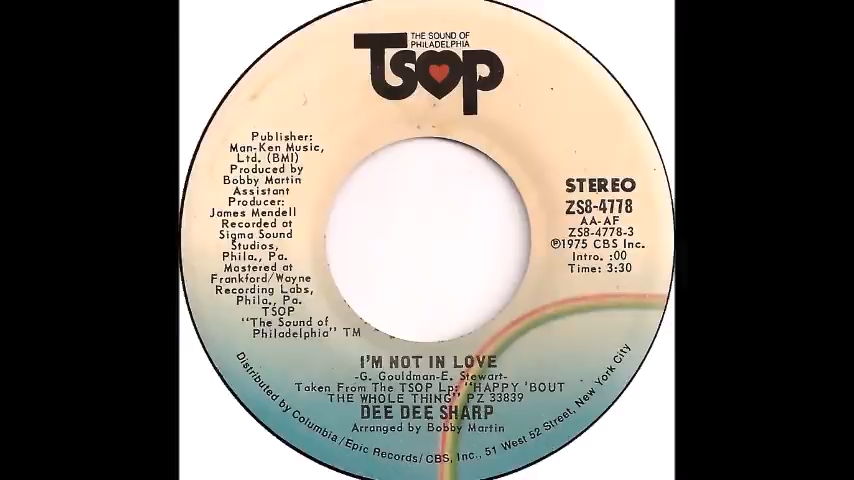 THE SOUND OF
PHILADELPHIA
TSOP
Publisher:
Man-Ken Music,
Ltd. (BMI)
Produced by
Bobby Martin
Assistant
Producer:
James Mendell
Recorded at
Sigma Sound
Studios,
Phila., Pa.
Mastered at
Frankford/Wayne
Recording Labs,
Phila., Pa.
TSOP
"The Sound of
Philadelphia" TM
STEREO
ZS8-4778
AA-AF
ZS8-4778-3
Ⓟ1975 CBS Inc.
Intro. :00
Time: 3:30
I'M NOT IN LOVE
-G. Gouldman-E. Stewart-
Taken From The TSOP Lp: "HAPPY 'BOUT
THE WHOLE THING" PZ 33839
DEE DEE SHARP
Arranged by Bobby Martin
Distributed by Columbia/Epic Records/CBS, Inc., 51 West 52 Street, New York City